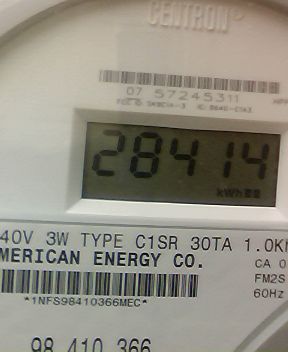 CENTRON®
07 57245311
28414
kWh
40V 3W TYPE C1SR 30TA 1.0K
MERICAN ENERGY CO.
CA 0
FM2S
60Hz
*1NFS98410366MEC*
98 410 366